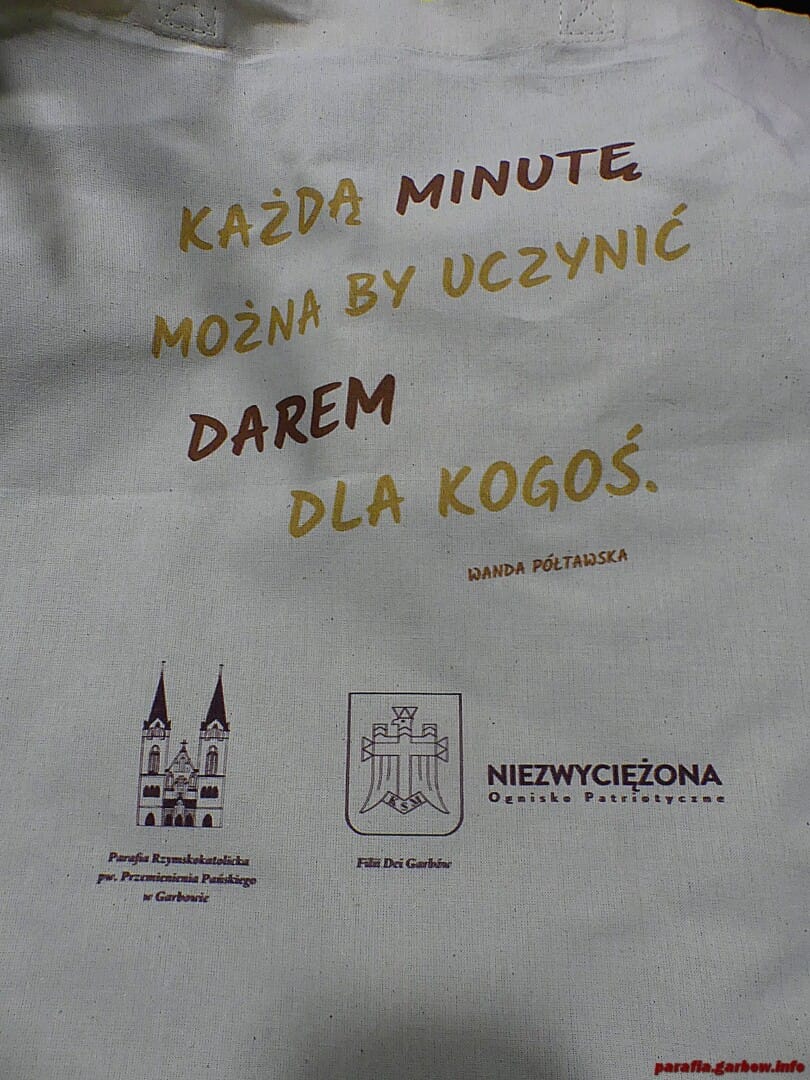 KAŻDĄ MINUTĘ
MOŻNA BY UCZYNIĆ
DAREM
DLA KOGOŚ.
WANDA PÓŁTAWSKA
KSM
NIEZWYCIĘŻONA
Ognisko Patriotyczne
Parafia Rzymskokatolicka
pw. Przemienienia Pańskiego
w Garbowie
Filii Dei Garbów
parafia.garbow.info